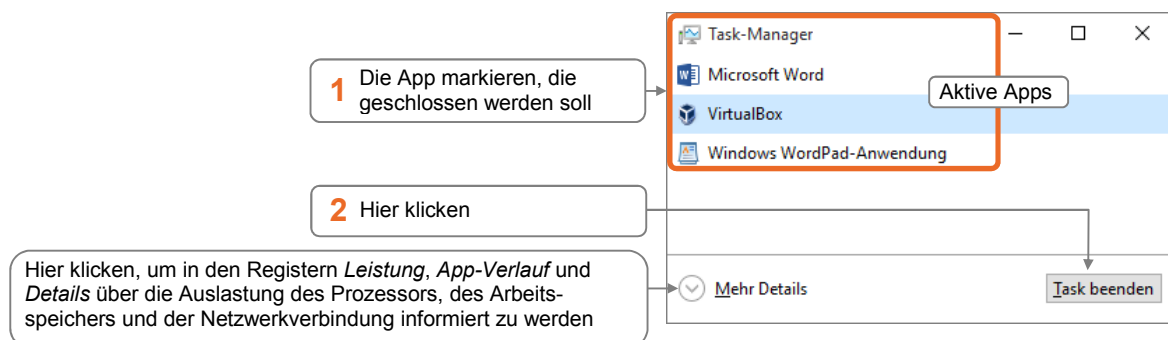 Task-Manager
Microsoft Word
VirtualBox
Windows WordPad-Anwendung
Aktive Apps
1 Die App markieren, die
geschlossen werden soll
2 Hier klicken
Hier klicken, um in den Registern Leistung, App-Verlauf und
Details über die Auslastung des Prozessors, des Arbeits-
speichers und der Netzwerkverbindung informiert zu werden
Mehr Details
Task beenden